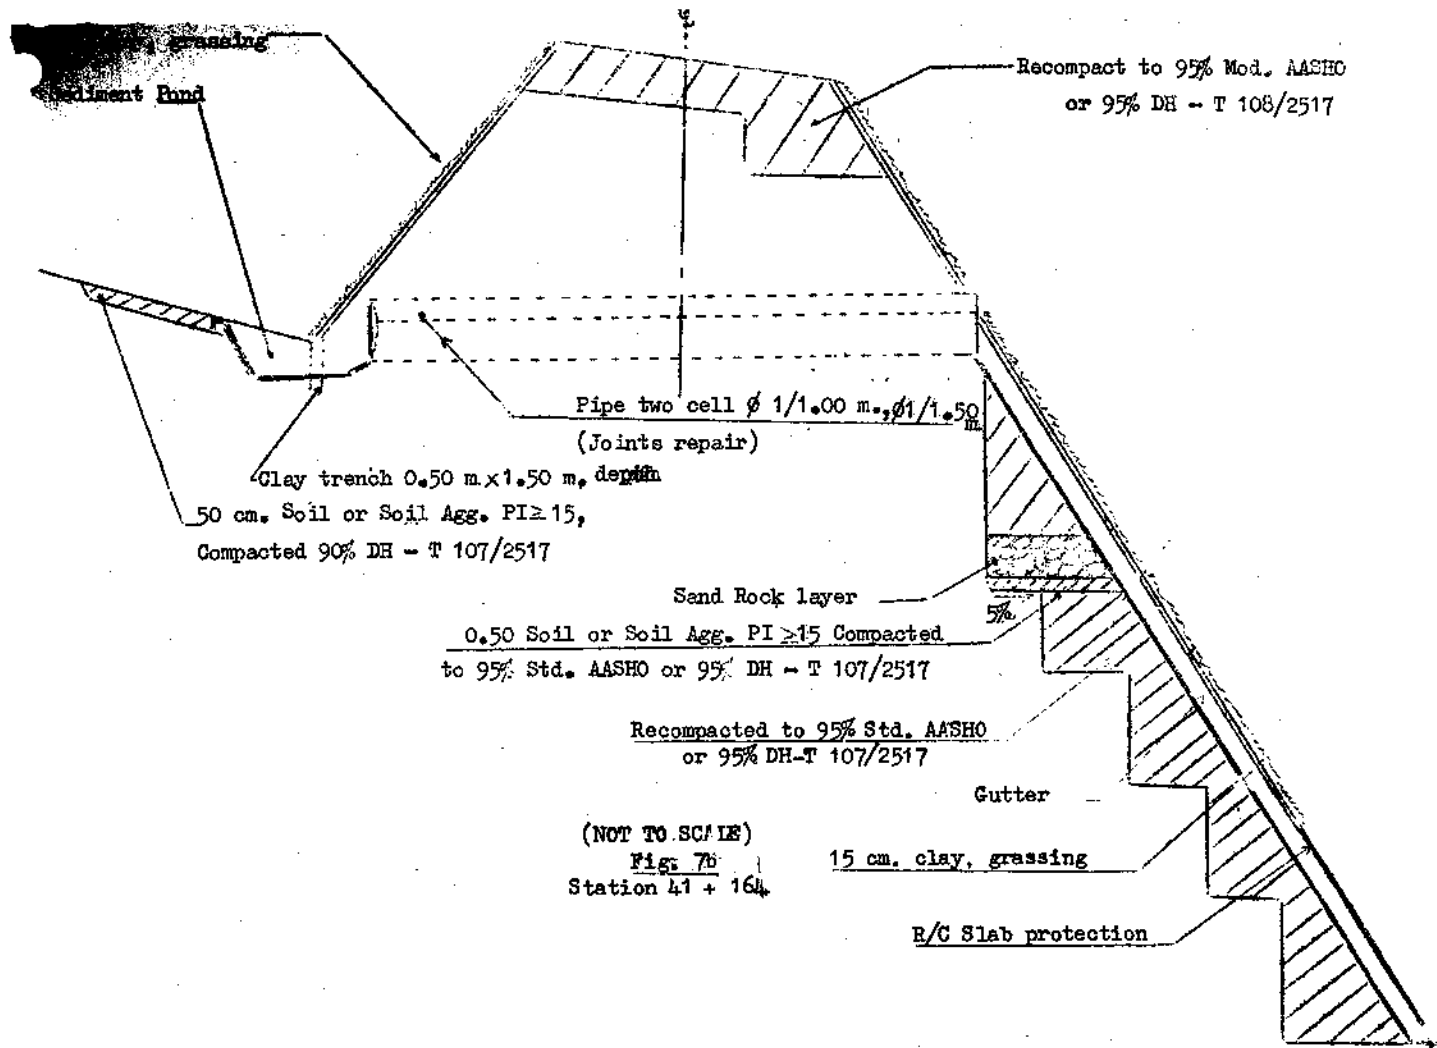 grassing
Sediment Pond
℄
Recompact to 95% Mod. AASHO
or 95% DH - T 108/2517
Pipe two cell ϕ 1/1.00 m.,ϕ1/1.50 m.
(Joints repair)
Clay trench 0.50 m x 1.50 m. depth
50 cm. Soil or Soil Agg. PI≥15,
Compacted 90% DH - T 107/2517
Sand Rock layer
5%
0.50 Soil or Soil Agg. PI ≥15 Compacted
to 95% Std. AASHO or 95% DH - T 107/2517
Recompacted to 95% Std. AASHO
or 95% DH-T 107/2517
Gutter
15 cm. clay, grassing
R/C Slab protection
(NOT TO SCALE)
Fig: 7b
Station 41 + 164